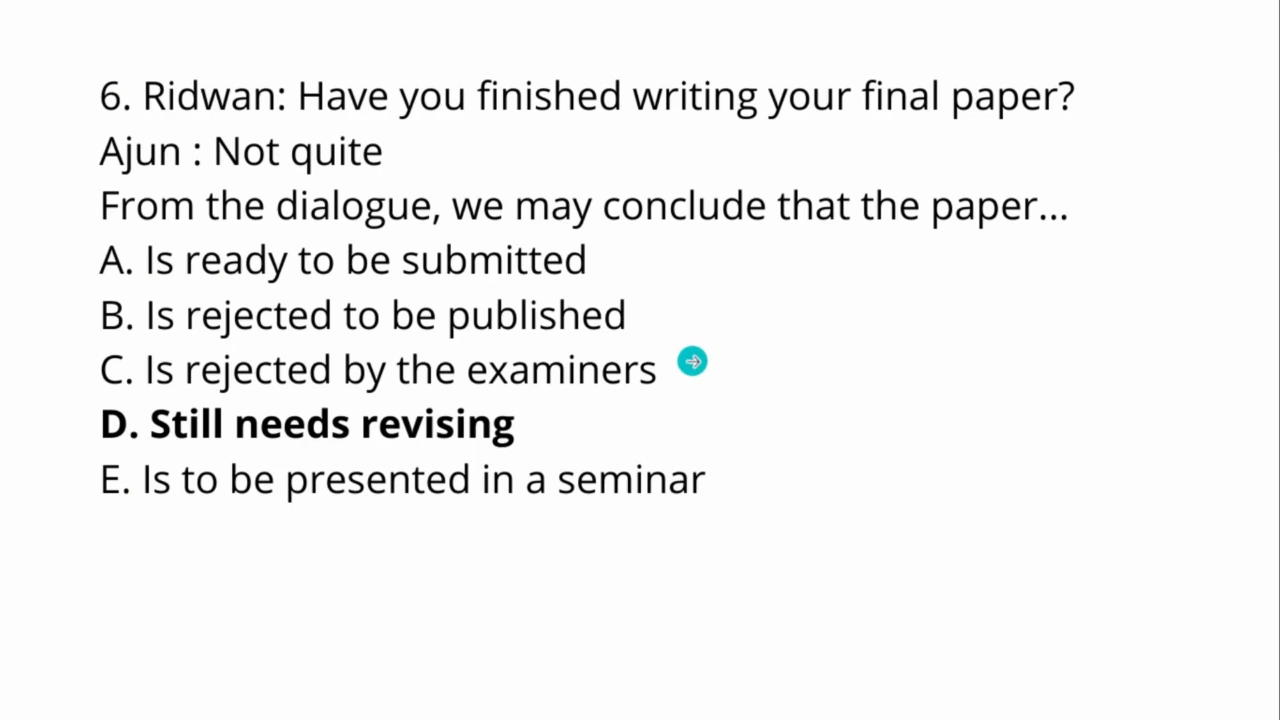 6. Ridwan: Have you finished writing your final paper?
Ajun : Not quite
From the dialogue, we may conclude that the paper...
A. Is ready to be submitted
B. Is rejected to be published
C. Is rejected by the examiners
D. Still needs revising
E. Is to be presented in a seminar